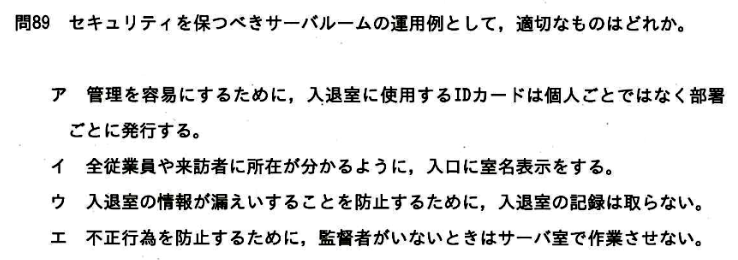 問89 セキュリティを保つべきサーバルームの運用例として，適切なものはどれか。
ア 管理を容易にするために，入退室に使用するIDカードは個人ごとではなく部署
ごとに発行する。
イ 全従業員や来訪者に所在が分かるように，入口に室名表示をする。
ウ 入退室の情報が漏えいすることを防止するために，入退室の記録は取らない。
エ 不正行為を防止するために，監督者がいないときはサーバ室で作業させない。